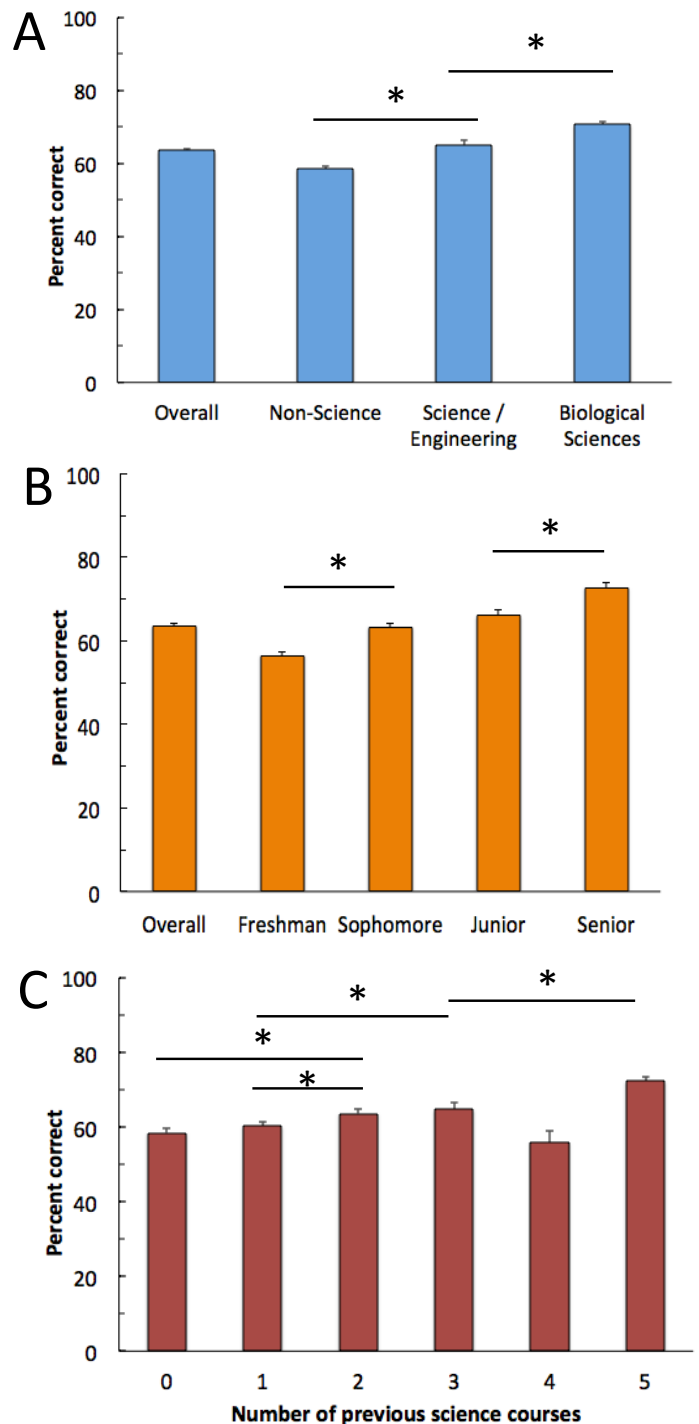 A
100
80
60
40
20
0
Percent correct
*
*
Overall
Non-Science
Science /
Engineering
Biological
Sciences
B
100
80
60
40
20
0
Percent correct
*
*
Overall
Freshman
Sophomore
Junior
Senior
C
100
80
60
40
20
0
Percent correct
*
*
*
*
0
1
2
3
4
5
Number of previous science courses